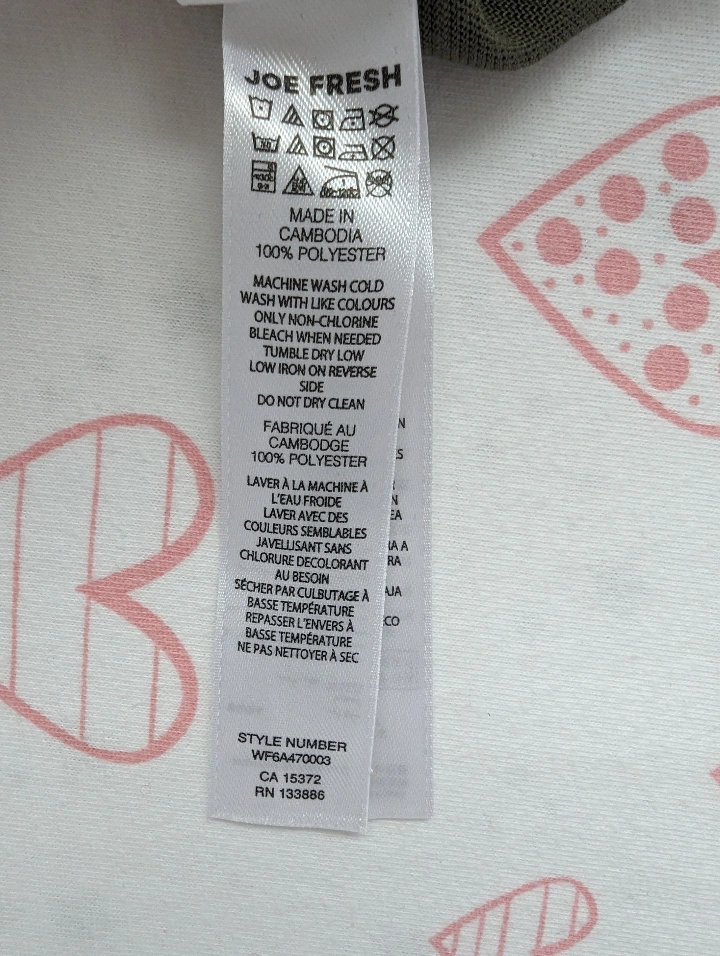 JOE FRESH
MADE IN
CAMBODIA
100% POLYESTER
MACHINE WASH COLD
WASH WITH LIKE COLOURS
ONLY NON-CHLORINE
BLEACH WHEN NEEDED
TUMBLE DRY LOW
LOW IRON ON REVERSE
SIDE
DO NOT DRY CLEAN
FABRIQUÉ AU
CAMBODGE
100% POLYESTER
LAVER À LA MACHINE À
L'EAU FROIDE
LAVER AVEC DES
COULEURS SEMBLABLES
JAVELLISANT SANS
CHLORURE DECOLORANT
AU BESOIN
SÉCHER PAR CULBUTAGE À
BASSE TEMPÉRATURE
REPASSER L'ENVERS À
BASSE TEMPÉRATURE
NE PAS NETTOYER À SEC
STYLE NUMBER
WF6A470003
CA 15372
RN 133886